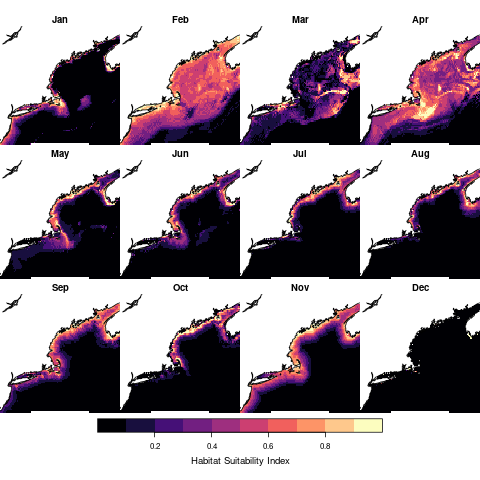 Jan Feb Mar Apr
May Jun Jul Aug
Sep Oct Nov Dec
0.2 0.4 0.6 0.8
Habitat Suitability Index